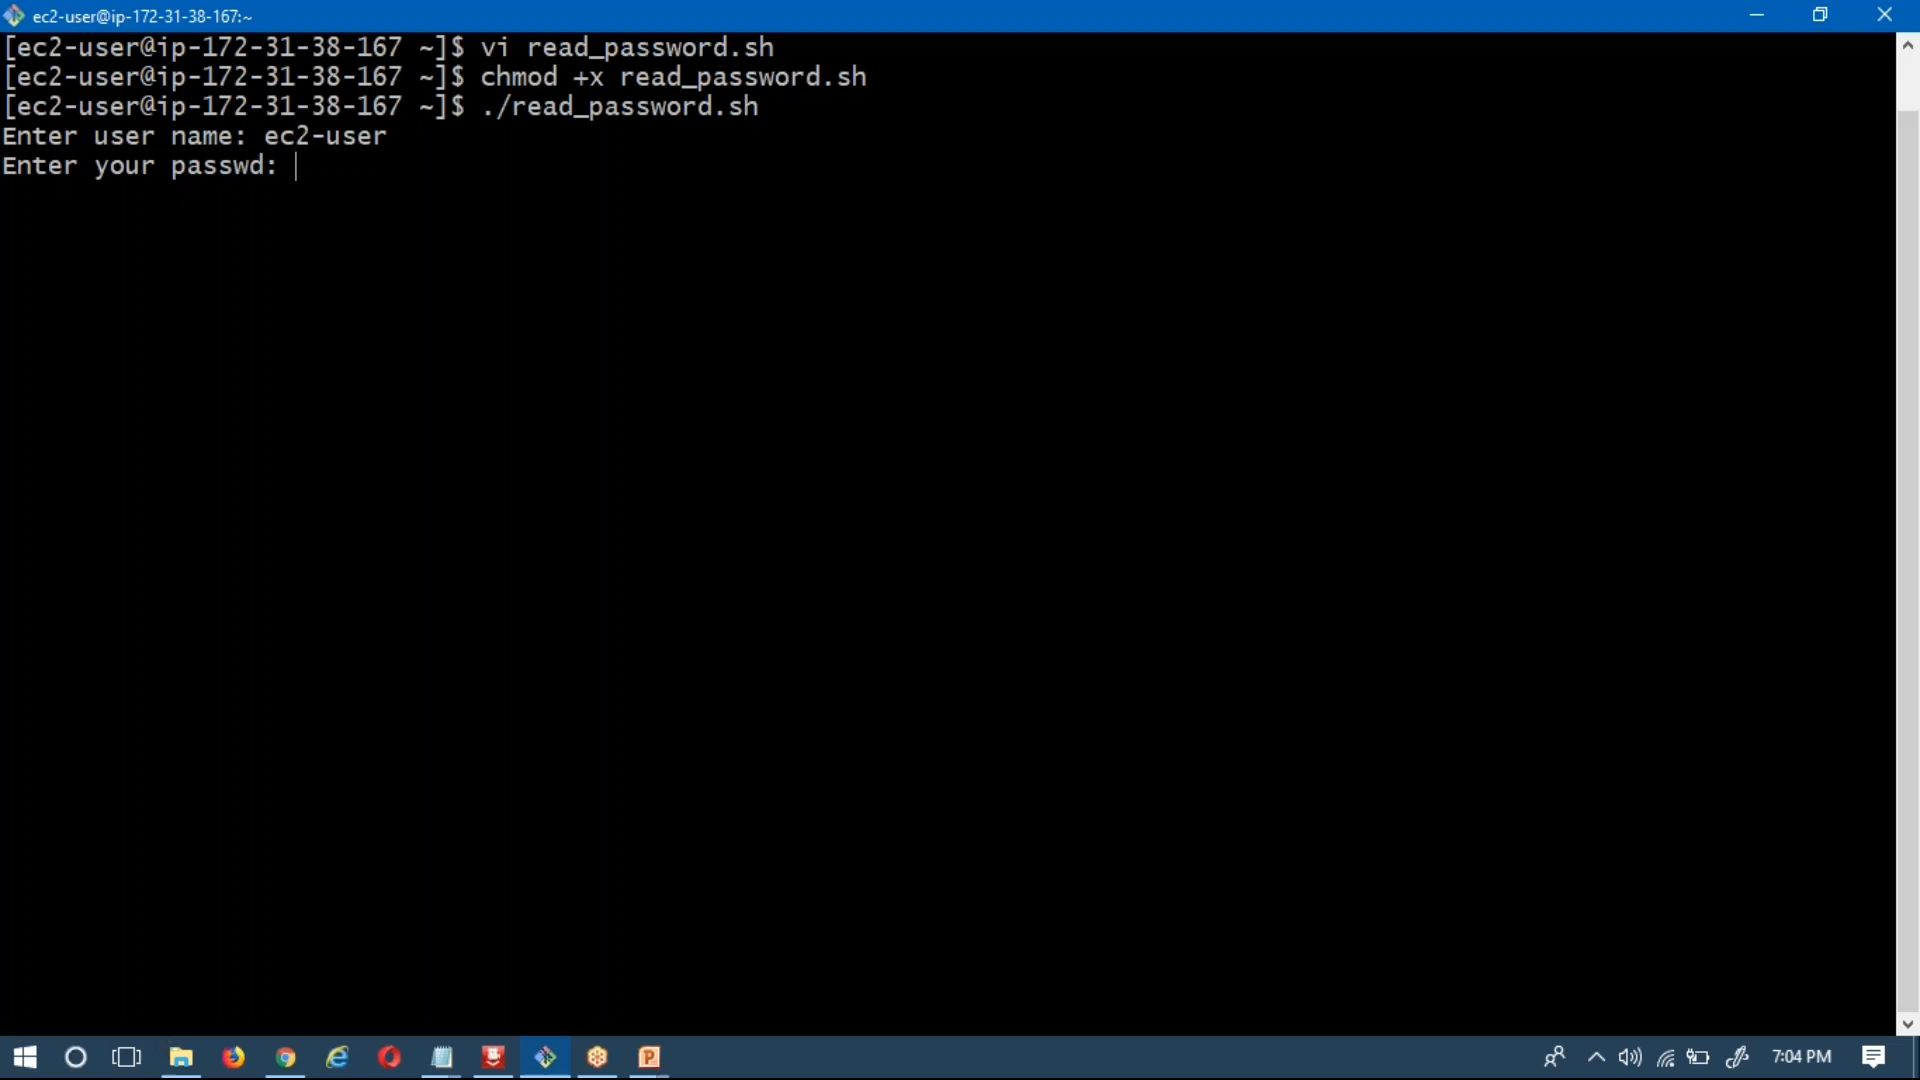 ec2-user@ip-172-31-38-167:~
[ec2-user@ip-172-31-38-167 ~]$ vi read_password.sh
[ec2-user@ip-172-31-38-167 ~]$ chmod +x read_password.sh
[ec2-user@ip-172-31-38-167 ~]$ ./read_password.sh
Enter user name: ec2-user
Enter your passwd:
7:04 PM